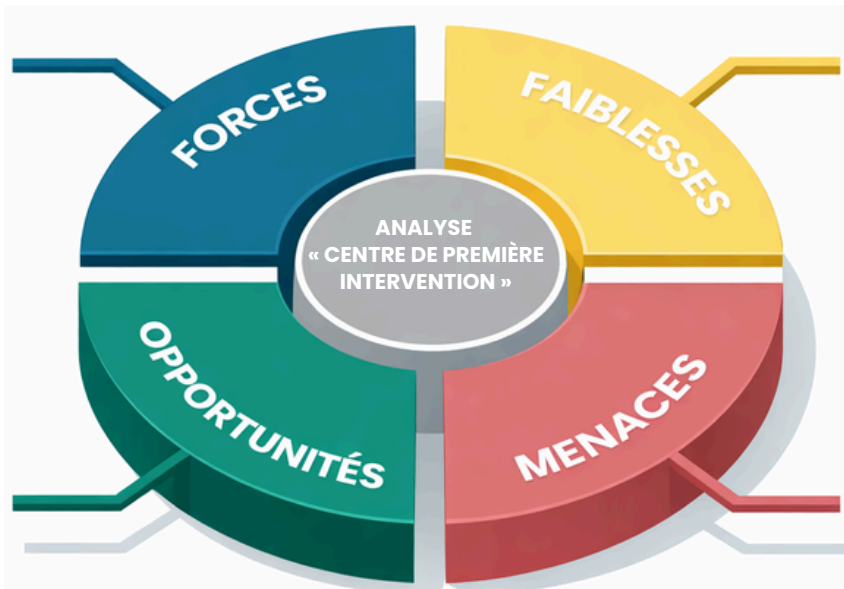 FORCES
FAIBLESSES
ANALYSE
« CENTRE DE PREMIÈRE
INTERVENTION »
OPPORTUNITÉS
MENACES